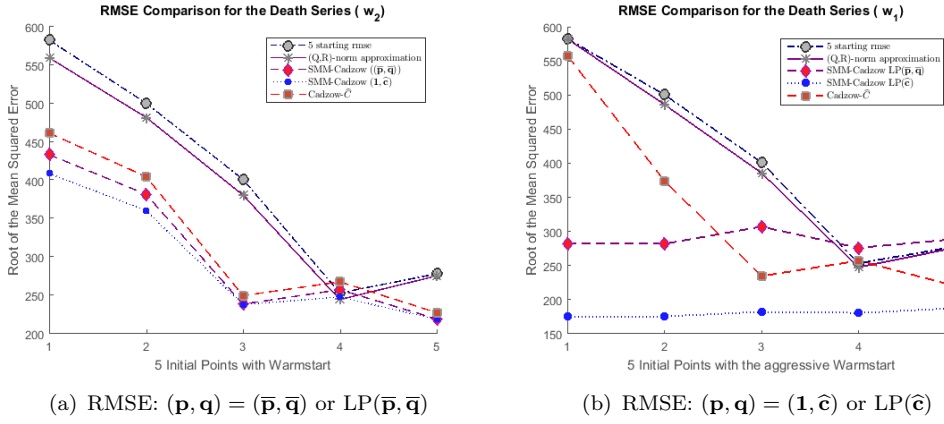 RMSE Comparison for the Death Series ( w₂)
Root of the Mean Squared Error
600
550
500
450
400
350
300
250
200
5 starting rmse
(Q,R)-norm approximation
SMM-Cadzow ((p̅, q̅))
SMM-Cadzow (1, ĉ)
Cadzow-Ĉ
1 2 3 4 5
5 Initial Points with Warmstart
(a) RMSE: (p, q) = (p̅, q̅) or LP(p̅, q̅)
RMSE Comparison for the Death Series ( w₁)
Root of the Mean Squared Error
600
550
500
450
400
350
300
250
200
150
5 starting rmse
(Q,R)-norm approximation
SMM-Cadzow LP(p̅, q̅)
SMM-Cadzow LP(ĉ)
Cadzow-Ĉ
1 2 3 4
5 Initial Points with the aggressive Warmstart
(b) RMSE: (p, q) = (1, ĉ) or LP(ĉ)